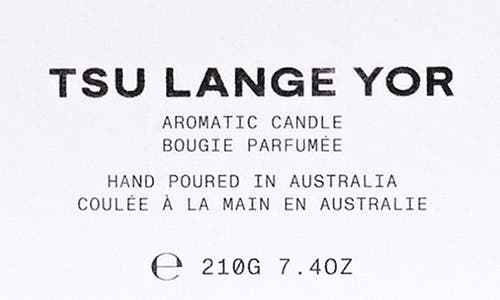 TSU LANGE YOR
AROMATIC CANDLE
BOUGIE PARFUMÉE
HAND POURED IN AUSTRALIA
COULÉE À LA MAIN EN AUSTRALIE
℮ 210G 7.4OZ